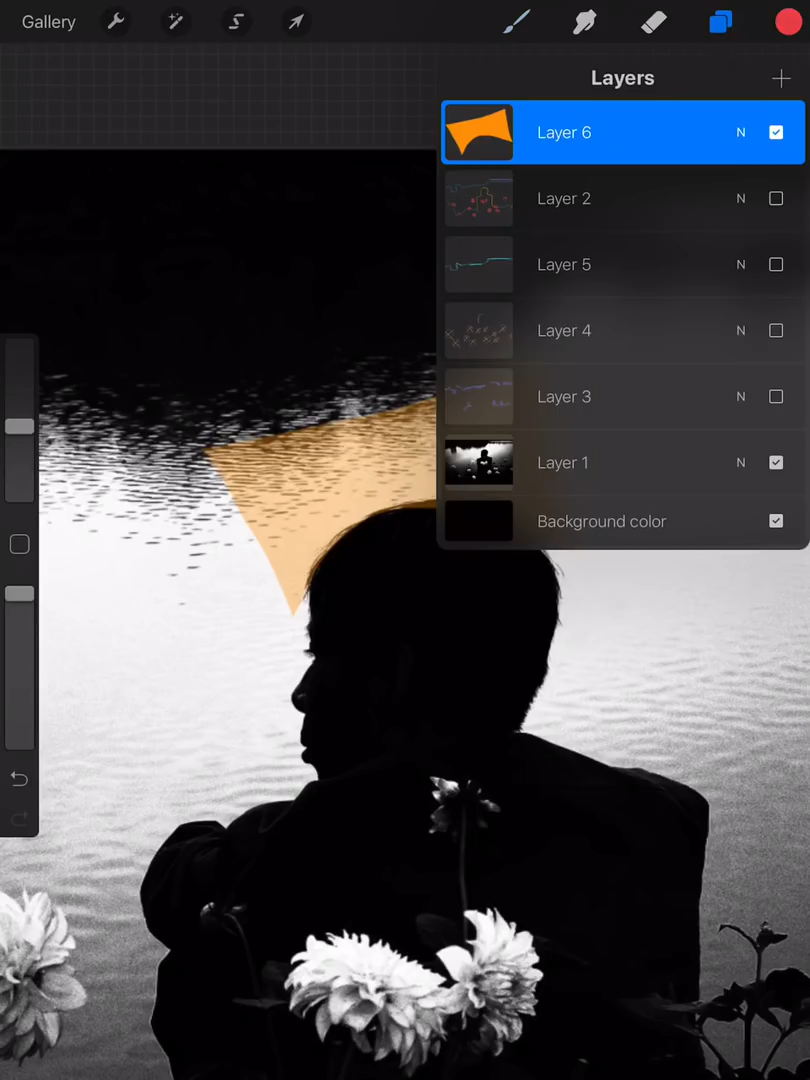 Gallery
Layers
Layer 6 N
Layer 2 N
Layer 5 N
Layer 4 N
Layer 3 N
Layer 1 N
Background color